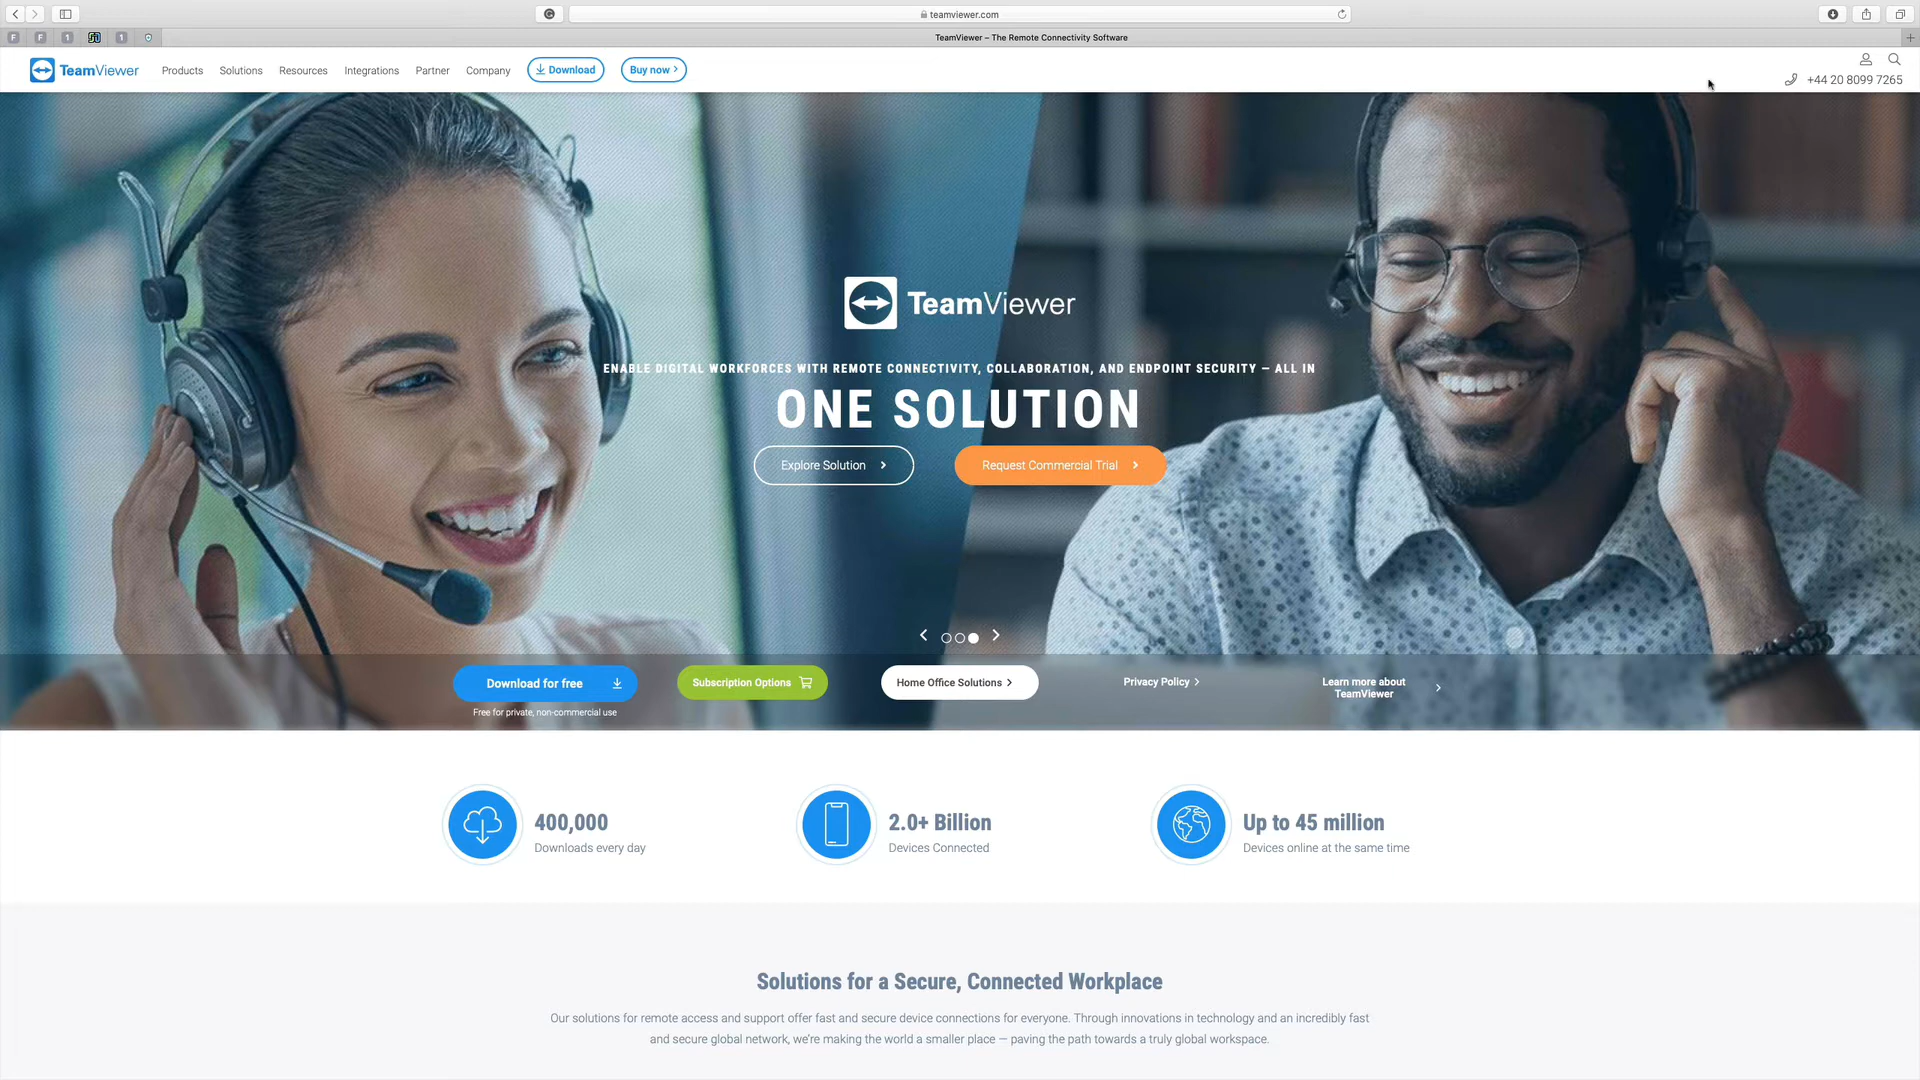 teamviewer.com
F
F
1
1
TeamViewer – The Remote Connectivity Software
TeamViewer
Products
Solutions
Resources
Integrations
Partner
Company
Download
Buy now
+44 20 8099 7265
TeamViewer
ENABLE DIGITAL WORKFORCES WITH REMOTE CONNECTIVITY, COLLABORATION, AND ENDPOINT SECURITY — ALL IN
ONE SOLUTION
Explore Solution
Request Commercial Trial
Download for free
Free for private, non-commercial use
Subscription Options
Home Office Solutions
Privacy Policy
Learn more about
TeamViewer
400,000
Downloads every day
2.0+ Billion
Devices Connected
Up to 45 million
Devices online at the same time
Solutions for a Secure, Connected Workplace
Our solutions for remote access and support offer fast and secure device connections for everyone. Through innovations in technology and an incredibly fast
and secure global network, we're making the world a smaller place — paving the path towards a truly global workspace.